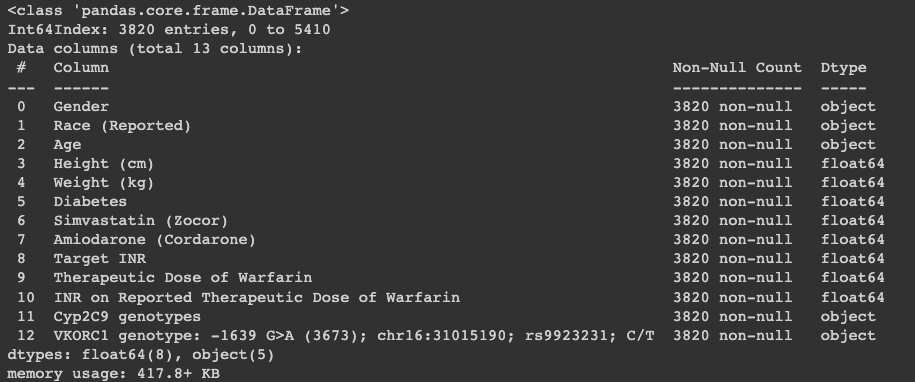 <class 'pandas.core.frame.DataFrame'>
Int64Index: 3820 entries, 0 to 5410
Data columns (total 13 columns):
 #   Column                                                     Non-Null Count  Dtype
---  ------                                                     --------------  -----
 0   Gender                                                     3820 non-null   object
 1   Race (Reported)                                            3820 non-null   object
 2   Age                                                        3820 non-null   object
 3   Height (cm)                                                3820 non-null   float64
 4   Weight (kg)                                                3820 non-null   float64
 5   Diabetes                                                   3820 non-null   float64
 6   Simvastatin (Zocor)                                        3820 non-null   float64
 7   Amiodarone (Cordarone)                                     3820 non-null   float64
 8   Target INR                                                 3820 non-null   float64
 9   Therapeutic Dose of Warfarin                               3820 non-null   float64
 10  INR on Reported Therapeutic Dose of Warfarin               3820 non-null   float64
 11  Cyp2C9 genotypes                                           3820 non-null   object
 12  VKORC1 genotype: -1639 G>A (3673); chr16:31015190; rs9923231; C/T  3820 non-null   object
dtypes: float64(8), object(5)
memory usage: 417.8+ KB